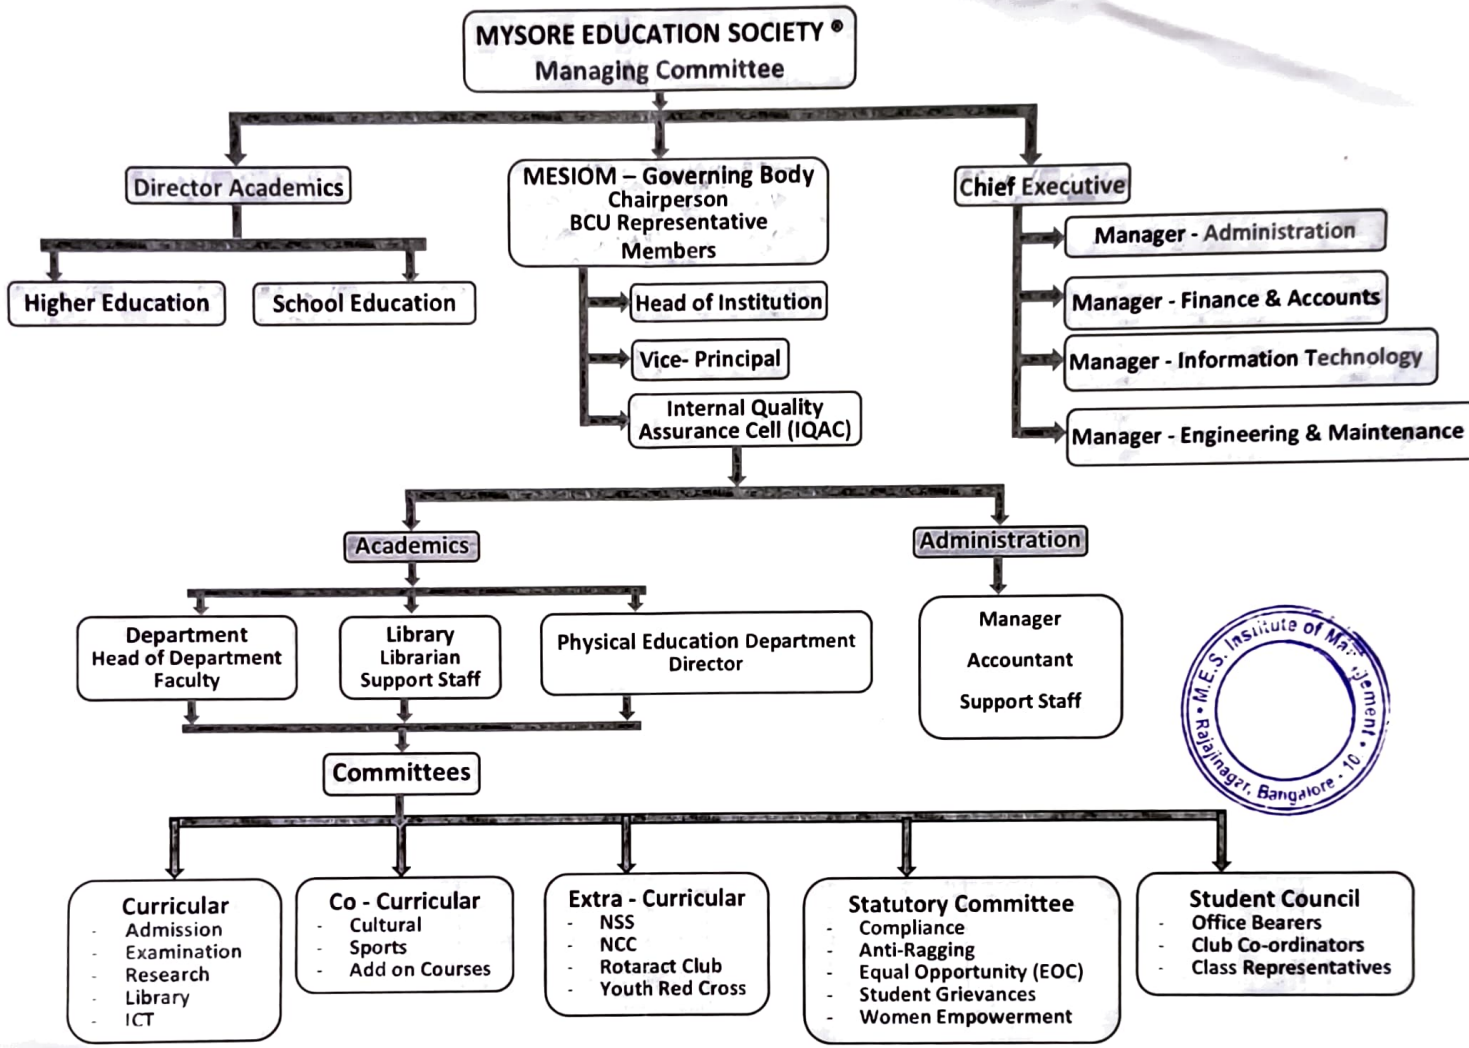 MYSORE EDUCATION SOCIETY ®
Managing Committee
Director Academics
Higher Education
School Education
MESIOM – Governing Body
Chairperson
BCU Representative
Members
Head of Institution
Vice- Principal
Internal Quality
Assurance Cell (IQAC)
Chief Executive
Manager - Administration
Manager - Finance & Accounts
Manager - Information Technology
Manager - Engineering & Maintenance
Academics
Administration
Department
Head of Department
Faculty
Library
Librarian
Support Staff
Physical Education Department
Director
Manager
Accountant
Support Staff
Committees
Curricular
- Admission
- Examination
- Research
- Library
- ICT
Co - Curricular
- Cultural
- Sports
- Add on Courses
Extra - Curricular
- NSS
- NCC
- Rotaract Club
- Youth Red Cross
Statutory Committee
- Compliance
- Anti-Ragging
- Equal Opportunity (EOC)
- Student Grievances
- Women Empowerment
Student Council
- Office Bearers
- Club Co-ordinators
- Class Representatives
• M.E.S. Institute of Management •
Rajajinagar, Bangalore - 10